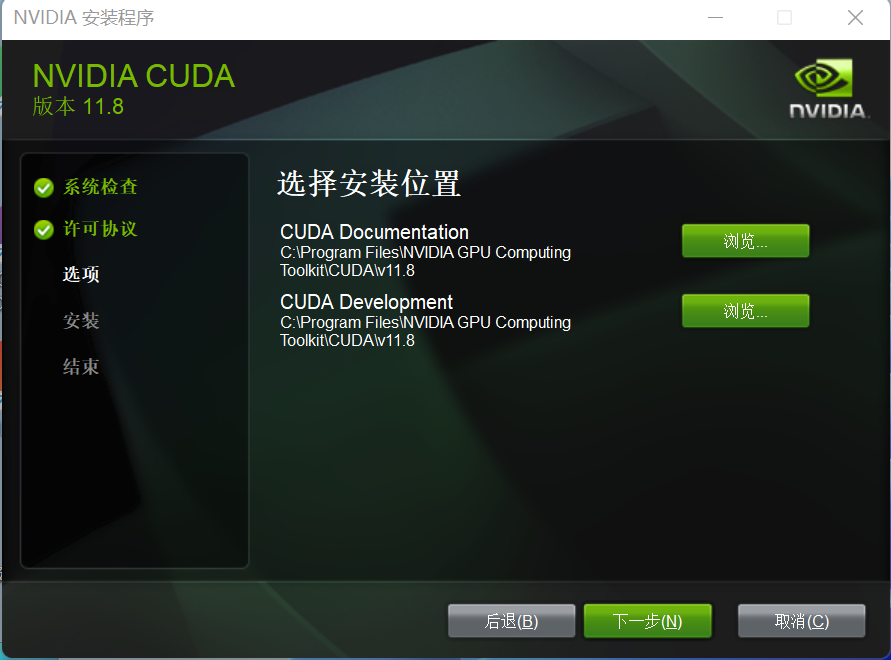 NVIDIA 安装程序
NVIDIA CUDA
版本 11.8
NVIDIA.
系统检查
许可协议
选项
安装
结束
选择安装位置
CUDA Documentation
C:\Program Files\NVIDIA GPU Computing
Toolkit\CUDA\v11.8
浏览...
CUDA Development
C:\Program Files\NVIDIA GPU Computing
Toolkit\CUDA\v11.8
浏览...
后退(B)
下一步(N)
取消(C)